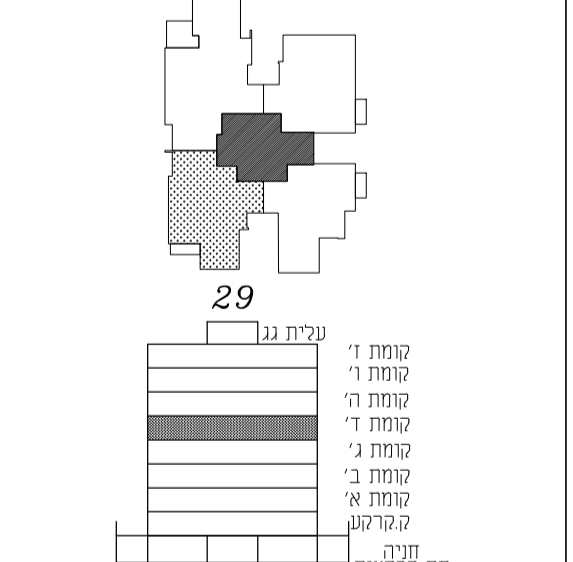 29
עלית גג
קומת ז'
קומת ו'
קומת ה'
קומת ד'
קומת ג'
קומת ב'
קומת א'
ק.קרקע
חניה